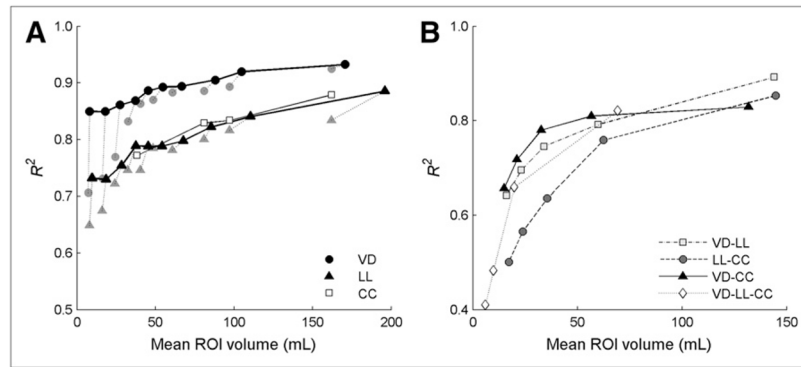 A
1.0
0.9
0.8
0.7
0.6
0.5
R²
0
50
100
150
200
Mean ROI volume (mL)
VD
LL
CC
B
1.0
0.8
0.6
0.4
R²
0
50
100
150
Mean ROI volume (mL)
VD-LL
LL-CC
VD-CC
VD-LL-CC